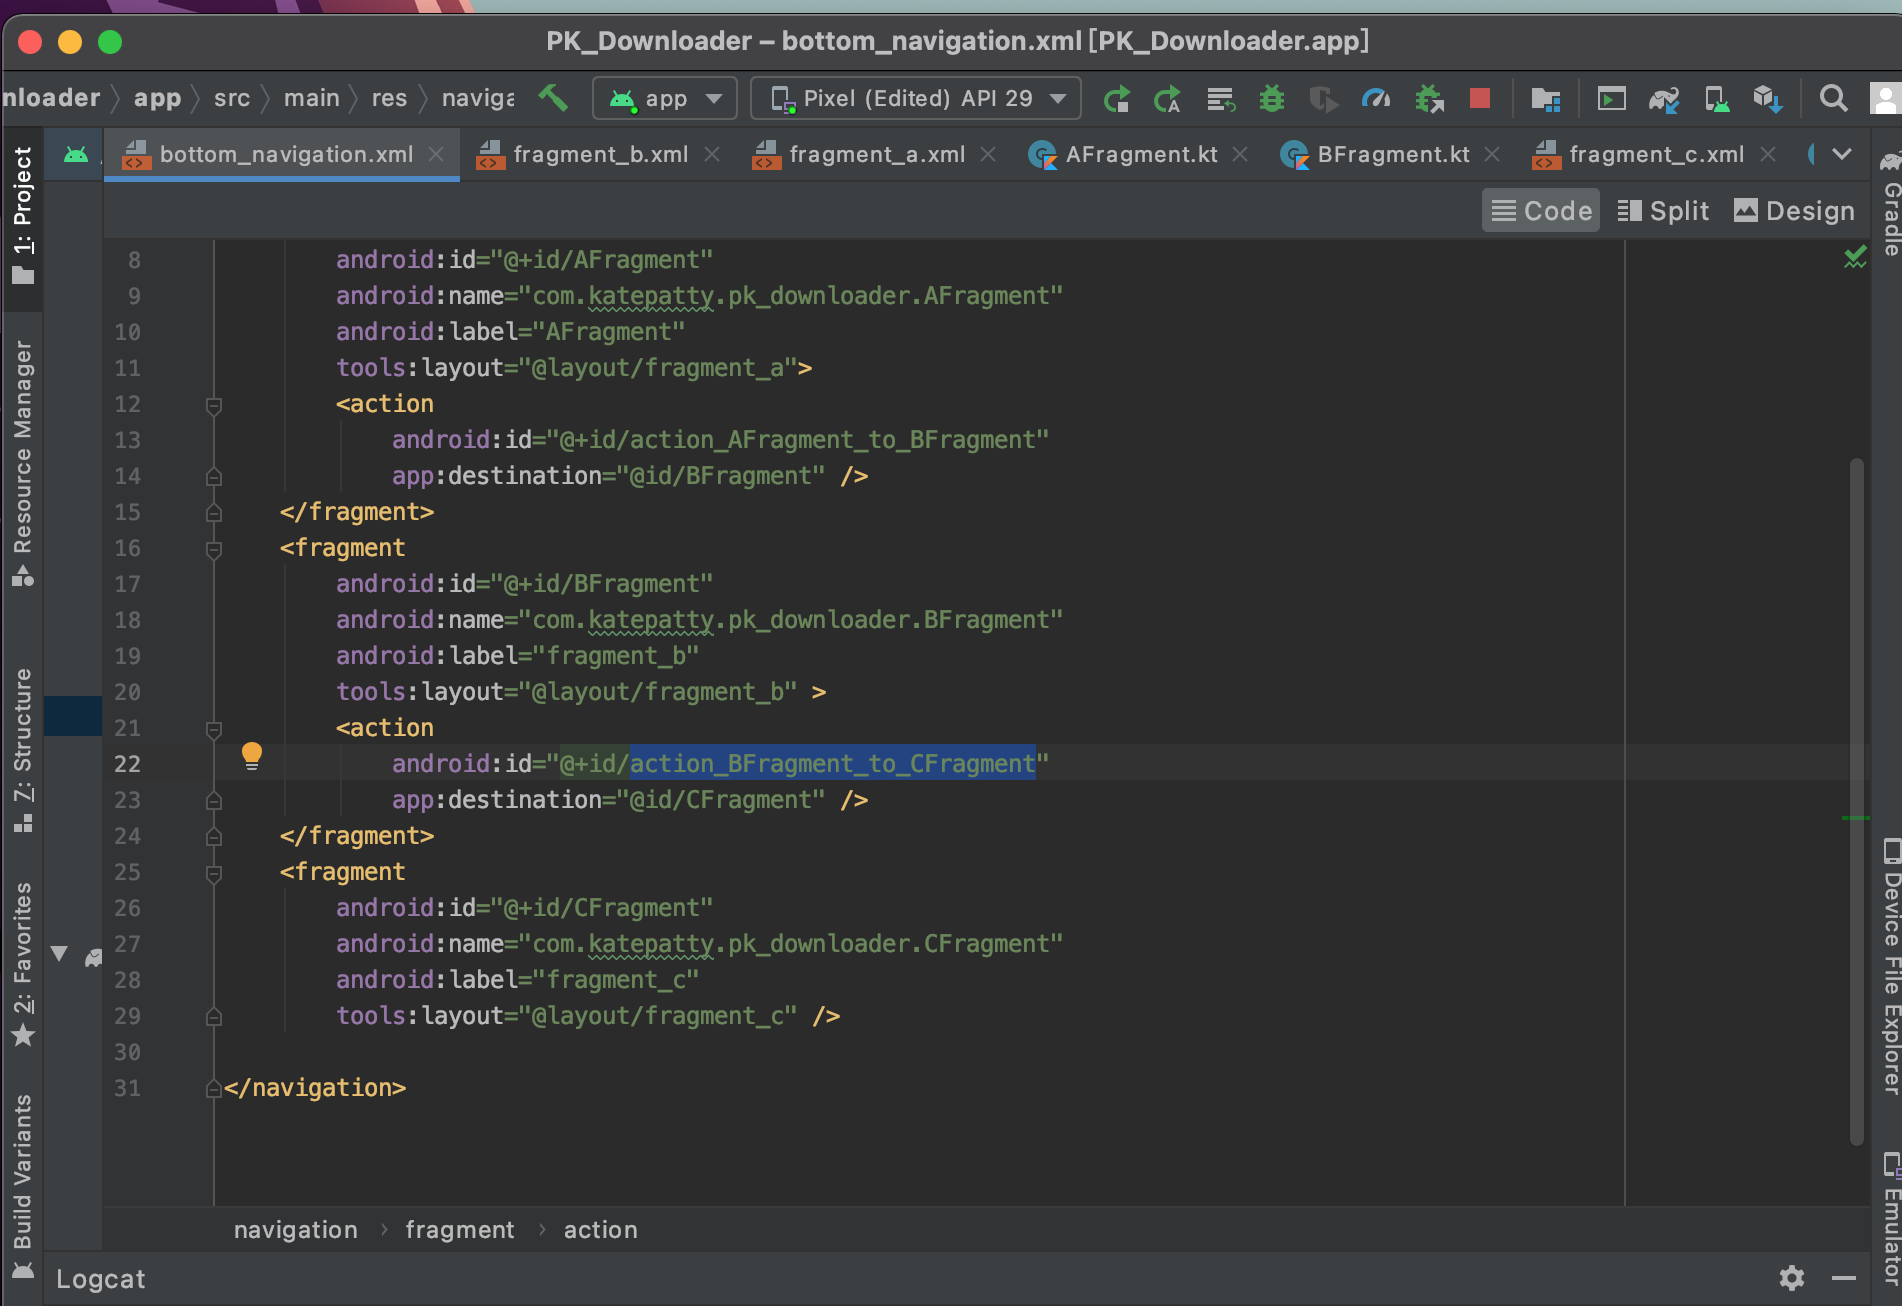 PK_Downloader – bottom_navigation.xml [PK_Downloader.app]
nloader app src main res naviga app Pixel (Edited) API 29
bottom_navigation.xml fragment_b.xml fragment_a.xml AFragment.kt BFragment.kt fragment_c.xml
Code Split Design
1: Project
Resource Manager
7: Structure
2: Favorites
Build Variants
8 android:id="@+id/AFragment"
9 android:name="com.katepatty.pk_downloader.AFragment"
10 android:label="AFragment"
11 tools:layout="@layout/fragment_a">
12 <action
13 android:id="@+id/action_AFragment_to_BFragment"
14 app:destination="@id/BFragment" />
15 </fragment>
16 <fragment
17 android:id="@+id/BFragment"
18 android:name="com.katepatty.pk_downloader.BFragment"
19 android:label="fragment_b"
20 tools:layout="@layout/fragment_b" >
21 <action
22 android:id="@+id/action_BFragment_to_CFragment"
23 app:destination="@id/CFragment" />
24 </fragment>
25 <fragment
26 android:id="@+id/CFragment"
27 android:name="com.katepatty.pk_downloader.CFragment"
28 android:label="fragment_c"
29 tools:layout="@layout/fragment_c" />
30
31 </navigation>
Gradle
Device File Explorer
Emulator
navigation › fragment › action
Logcat